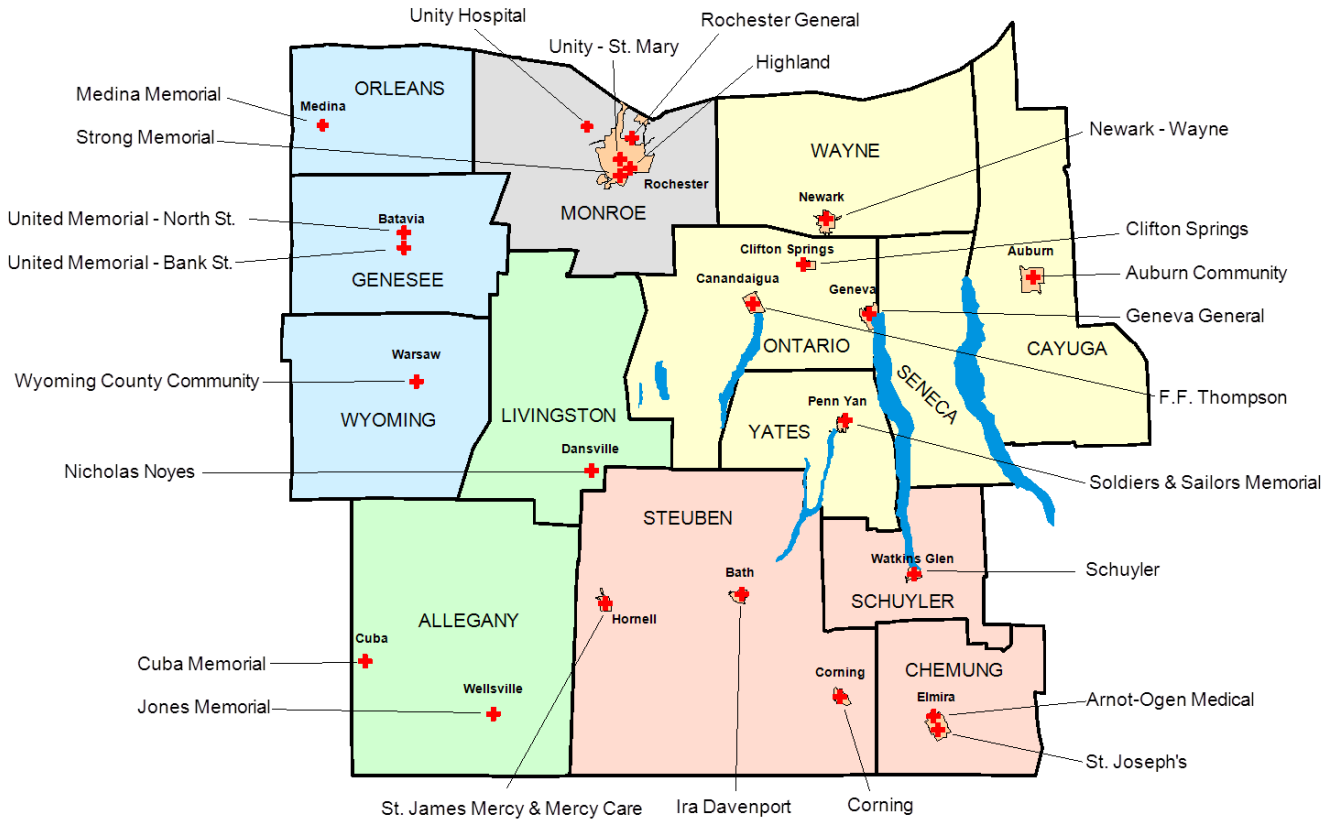 Unity Hospital
Rochester General
Unity - St. Mary
Highland
Medina Memorial
ORLEANS
Medina
Strong Memorial
Newark - Wayne
WAYNE
Rochester
MONROE
Newark
United Memorial - North St.
Batavia
United Memorial - Bank St.
GENESEE
Clifton Springs
Clifton Springs
Auburn
Auburn Community
Canandaigua
Geneva
Geneva General
ONTARIO
CAYUGA
Warsaw
Wyoming County Community
WYOMING
LIVINGSTON
SENECA
F.F. Thompson
Penn Yan
YATES
Dansville
Nicholas Noyes
Soldiers & Sailors Memorial
STEUBEN
Watkins Glen
Schuyler
Bath
SCHUYLER
Hornell
ALLEGANY
Cuba
Cuba Memorial
Corning
CHEMUNG
Wellsville
Jones Memorial
Elmira
Arnot-Ogen Medical
St. Joseph's
St. James Mercy & Mercy Care
Ira Davenport
Corning